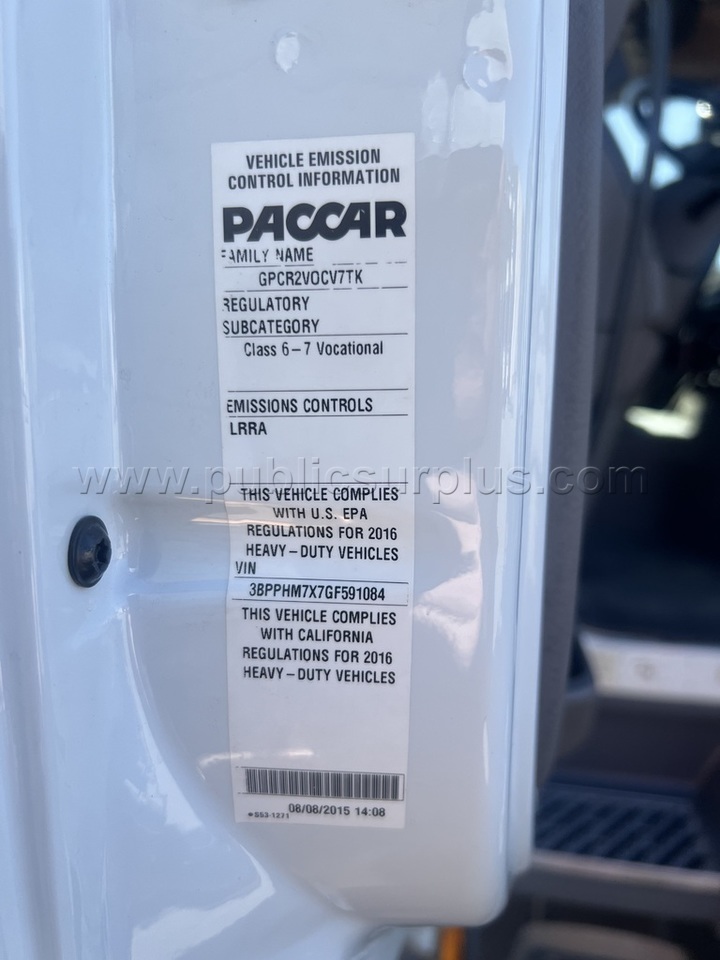 VEHICLE EMISSION
CONTROL INFORMATION
PACCAR
FAMILY NAME
GPCR2VOCV7TK
REGULATORY
SUBCATEGORY
Class 6-7 Vocational
EMISSIONS CONTROLS
LRRA
www.publicsurplus.com
THIS VEHICLE COMPLIES
WITH U.S. EPA
REGULATIONS FOR 2016
HEAVY-DUTY VEHICLES
VIN
3BPPHM7X7GF591084
THIS VEHICLE COMPLIES
WITH CALIFORNIA
REGULATIONS FOR 2016
HEAVY-DUTY VEHICLES
08/08/2015 14:08
S53-1271